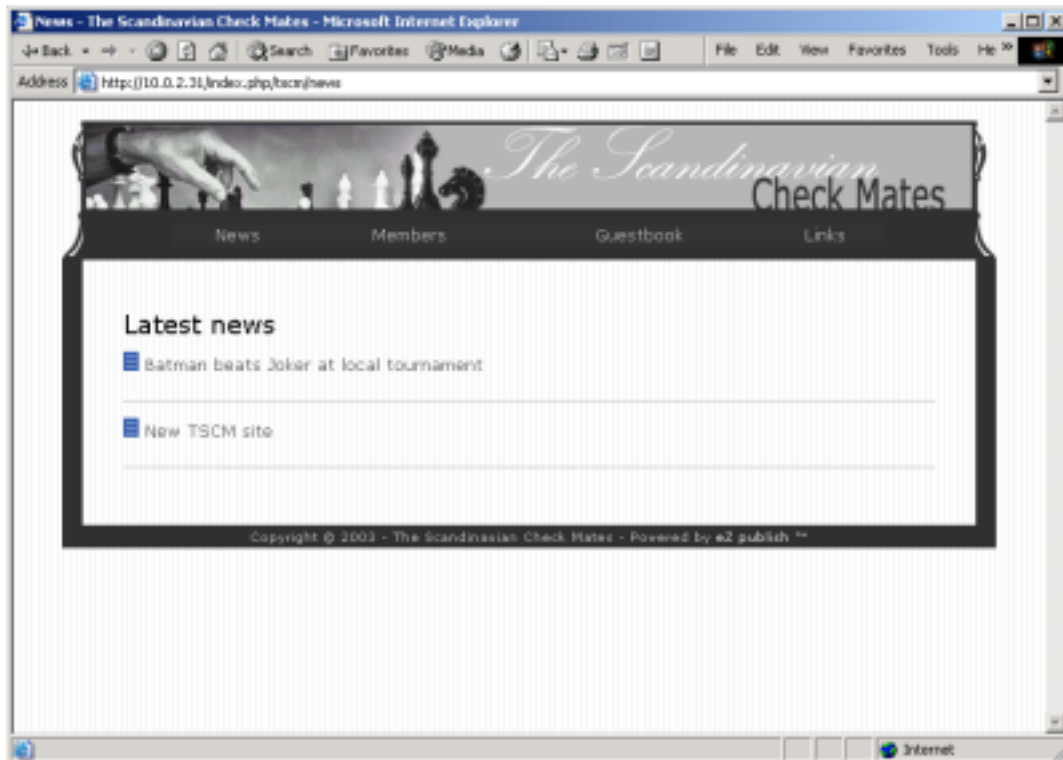 News - The Scandinavian Check Mates - Microsoft Internet Explorer
Back Search Favorites Media File Edit View Favorites Tools He »
Address http://10.0.2.31/index.php/tscm/news
The Scandinavian
Check Mates
News Members Guestbook Links
Latest news
Batman beats Joker at local tournament
New TSCM site
Copyright © 2003 - The Scandinavian Check Mates - Powered by eZ publish ™
Internet